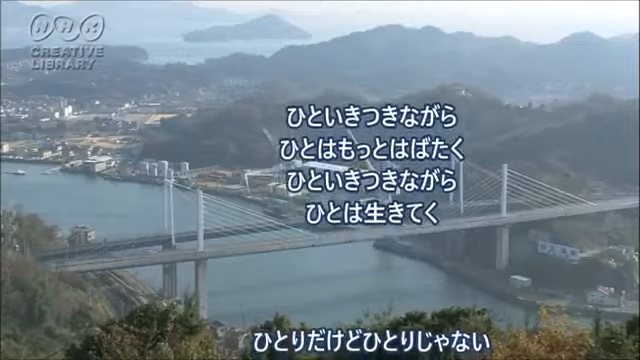 NHK
CREATIVE
LIBRARY
ひといきつきながら
ひとはもっとはばたく
ひといきつきながら
ひとは生きてく
ひとりだけどひとりじゃない